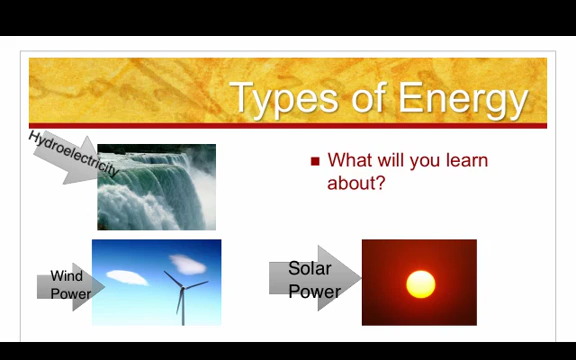 Types of Energy
Hydroelectricity
What will you learn
about?
Wind
Power
Solar
Power